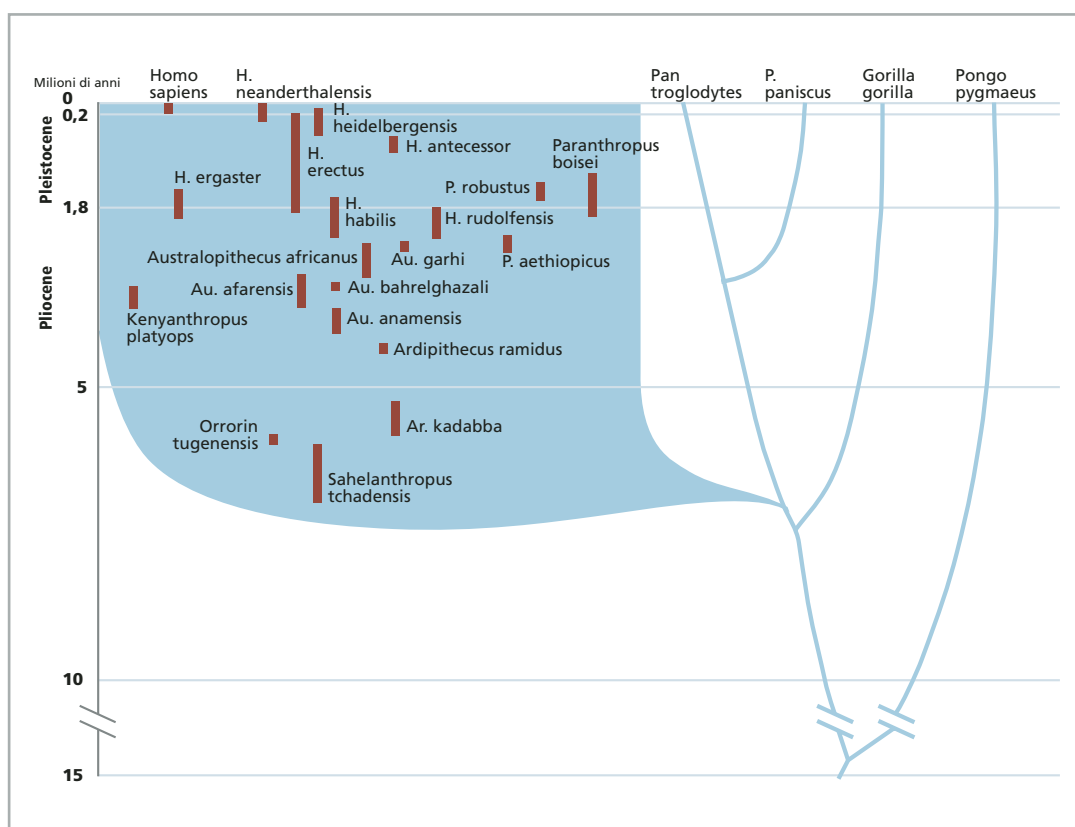 Milioni di anni
Homo
sapiens
H.
neanderthalensis
Pan
troglodytes
P.
paniscus
Gorilla
gorilla
Pongo
pygmaeus
0
0,2
H.
heidelbergensis
H. antecessor
Paranthropus
boisei
H.
erectus
H. ergaster
P. robustus
Pleistocene
1,8
H.
habilis
H. rudolfensis
Australopithecus africanus
Au. garhi
P. aethiopicus
Au. afarensis
Au. bahrelghazali
Pliocene
Kenyanthropus
platyops
Au. anamensis
Ardipithecus ramidus
5
Orrorin
tugenensis
Ar. kadabba
Sahelanthropus
tchadensis
10
15